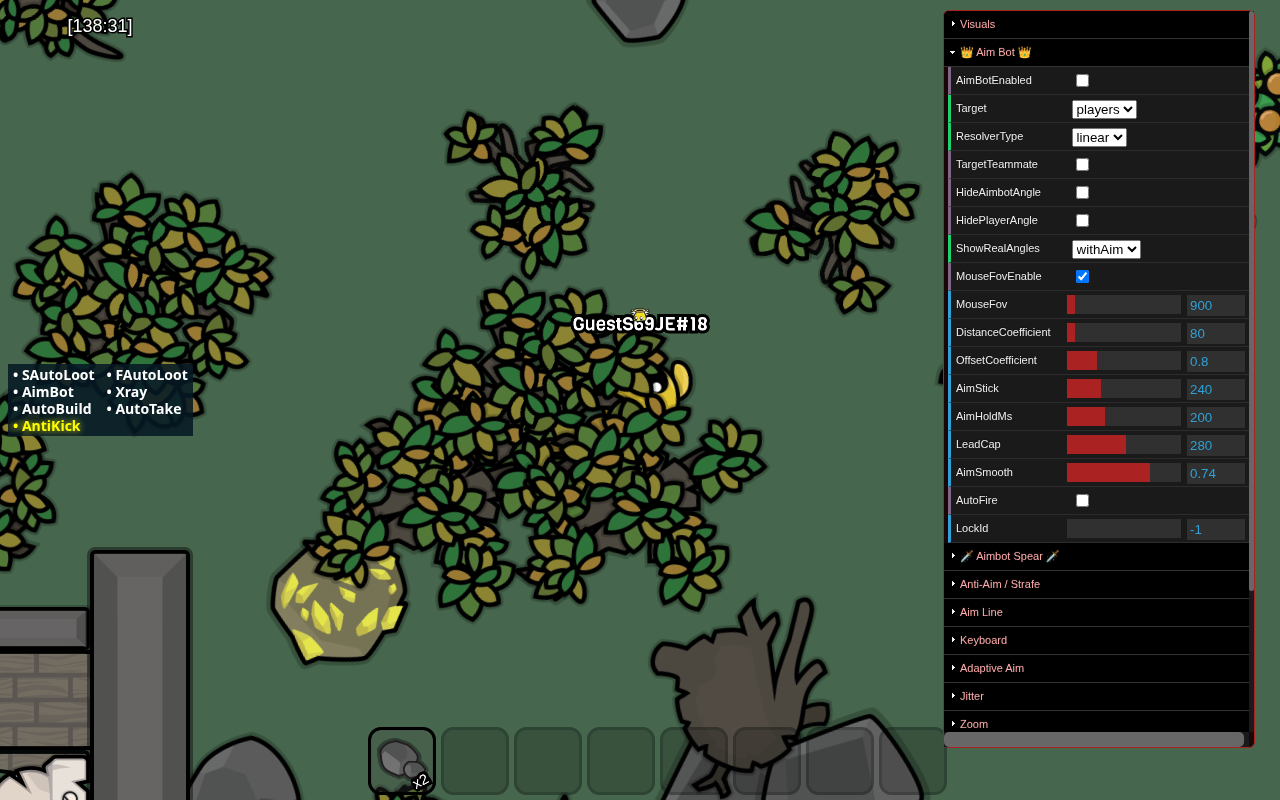 [138:31]
GuestS69JE#18
• SAutoLoot • FAutoLoot
• AimBot • Xray
• AutoBuild • AutoTake
• AntiKick
x2
Visuals
👑 Aim Bot 👑
AimBotEnabled
Target players
ResolverType linear
TargetTeammate
HideAimbotAngle
HidePlayerAngle
ShowRealAngles withAim
MouseFovEnable
MouseFov 900
DistanceCoefficient 80
OffsetCoefficient 0.8
AimStick 240
AimHoldMs 200
LeadCap 280
AimSmooth 0.74
AutoFire
LockId -1
🗡️ Aimbot Spear 🗡️
Anti-Aim / Strafe
Aim Line
Keyboard
Adaptive Aim
Jitter
Zoom